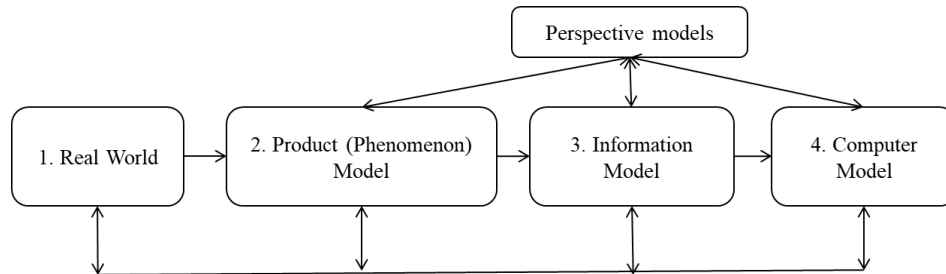 Perspective models
1. Real World
2. Product (Phenomenon)
Model
3. Information
Model
4. Computer
Model